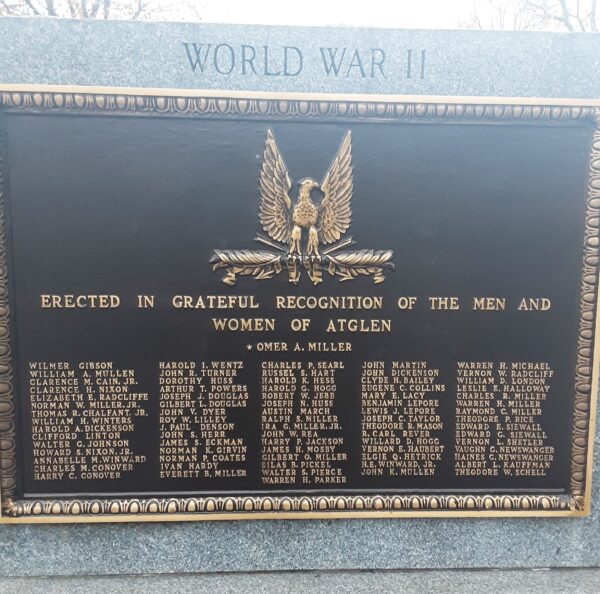 WORLD WAR II
ERECTED IN GRATEFUL RECOGNITION OF THE MEN AND
WOMEN OF ATGLEN
★ OMER A. MILLER
WILMER GIBSON
WILLIAM A. MULLEN
CLARENCE M. CAIN, JR.
CLARENCE H. NIXON
ELIZABETH E. RADCLIFFE
NORMAN W. MILLER, JR.
THOMAS R. CHALFANT, JR.
WILLIAM H. WINTERS
HAROLD A. DICKENSON
CLIFFORD LINTON
WALTER G. JOHNSON
HOWARD S. NIXON, JR.
ANNABELLE M. WINWARD
CHARLES M. CONOVER
HARRY C. CONOVER
HAROLD I. WENTZ
JOHN R. TURNER
DOROTHY HUSS
ARTHUR T. POWERS
JOSEPH J. DOUGLAS
GILBERT L. DOUGLAS
JOHN V. DYER
ROY W. LILLEY
J. PAUL DENSON
JOHN S. HERR
JAMES S. ECKMAN
NORMAN K. GIRVIN
NORMAN P. COATES
IVAN HARDY
EVERETT B. MILLER
CHARLES P. SEARL
RUSSEL S. HART
HAROLD K. HESS
HAROLD G. HOGG
ROBERT W. JEBB
JOSEPH N. HUSS
AUSTIN MARCH
RALPH S. MILLER
IRA G. MILLER, JR.
JOHN W. REA
HARRY P. JACKSON
JAMES H. MOSBY
GILBERT O. MILLER
SILAS B. PICKEL
WALTER S. PIERCE
WARREN H. PARKER
JOHN MARTIN
JOHN DICKENSON
CLYDE H. BAILEY
EUGENE C. COLLINS
MARY E. LACY
BENJAMIN LEPORE
LEWIS J. LEPORE
JOSEPH C. TAYLOR
THEODORE R. MASON
R. CARL REVER
WILLARD D. HOGG
VERNON E. HAUBERT
ELGIE Q. HETRICK
H.E. WINWARD, JR.
JOHN K. MULLEN
WARREN H. MICHAEL
VERNON W. RADCLIFF
WILLIAM D. LONDON
LESLIE E. HALLOWAY
CHARLES R. MILLER
WARREN H. MILLER
RAYMOND C. MILLER
THEODORE P. RICE
EDWARD E. SIEWALL
EDWARD G. SIEWALL
VERNON L. SHETLER
VAUGHN G. NEWSWANGER
HAINES G. NEWSWANGER
ALBERT L. KAUFFMAN
THEODORE W. SCHELL